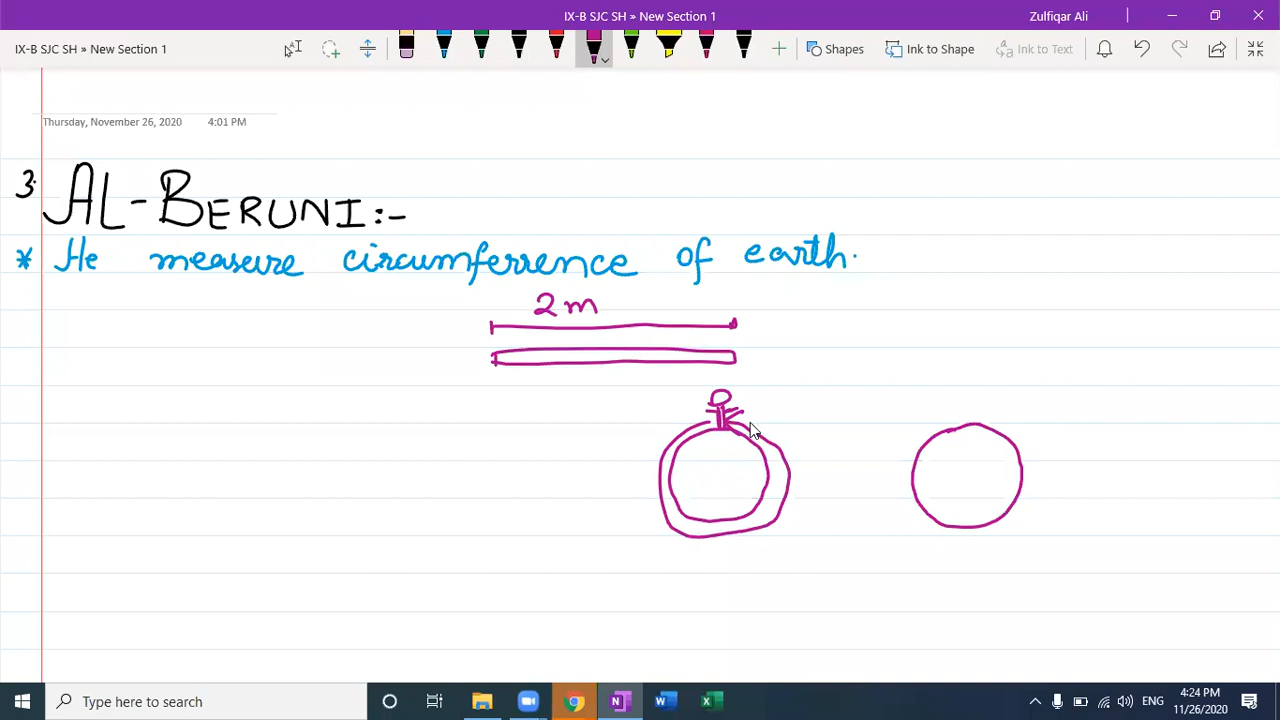 IX-B SJC SH » New Section 1
Zulfiqar Ali
IX-B SJC SH » New Section 1
Shapes
Ink to Shape
Ink to Text
Thursday, November 26, 2020 4:01 PM
3. AL-BERUNI:-
* He measure circumferrence of earth.
2m
Type here to search
ENG
4:24 PM
11/26/2020